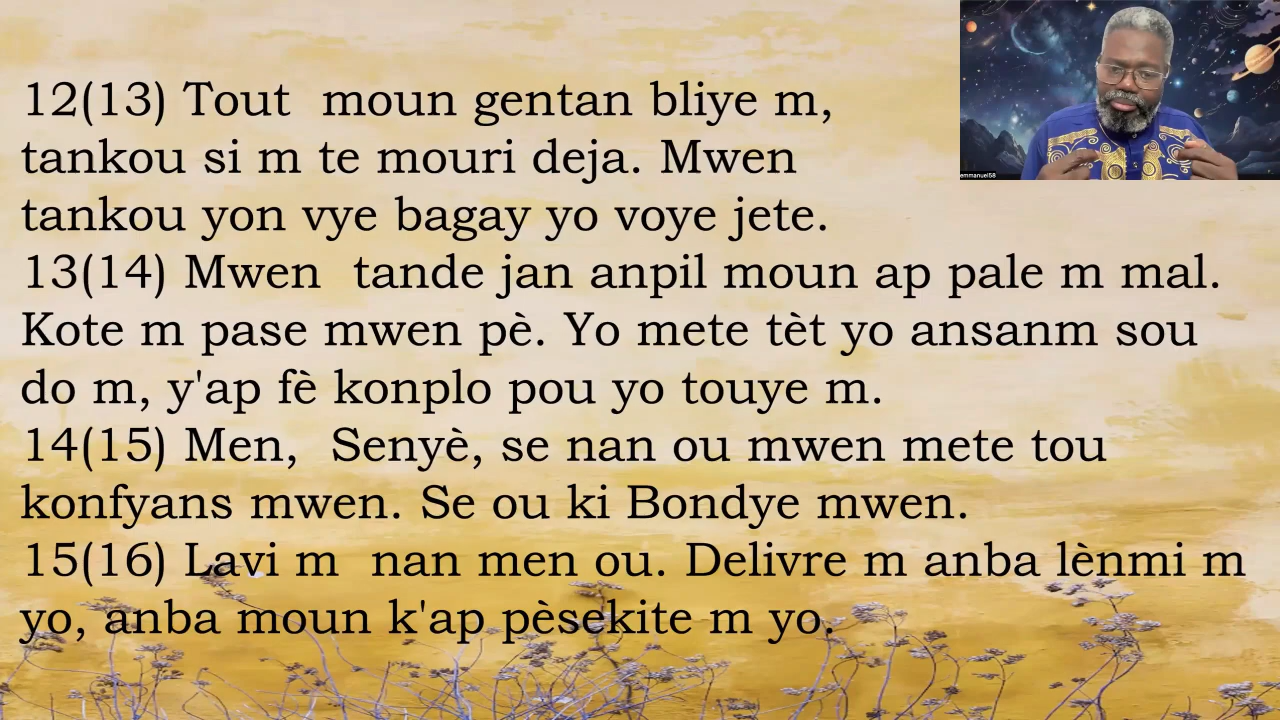 12(13) Tout  moun gentan bliye m,
tankou si m te mouri deja. Mwen
tankou yon vye bagay yo voye jete.
13(14) Mwen  tande jan anpil moun ap pale m mal.
Kote m pase mwen pè. Yo mete tèt yo ansanm sou
do m, y'ap fè konplo pou yo touye m.
14(15) Men,  Senyè, se nan ou mwen mete tou
konfyans mwen. Se ou ki Bondye mwen.
15(16) Lavi m  nan men ou. Delivre m anba lènmi m
yo, anba moun k'ap pèsekite m yo.
emmanuel58